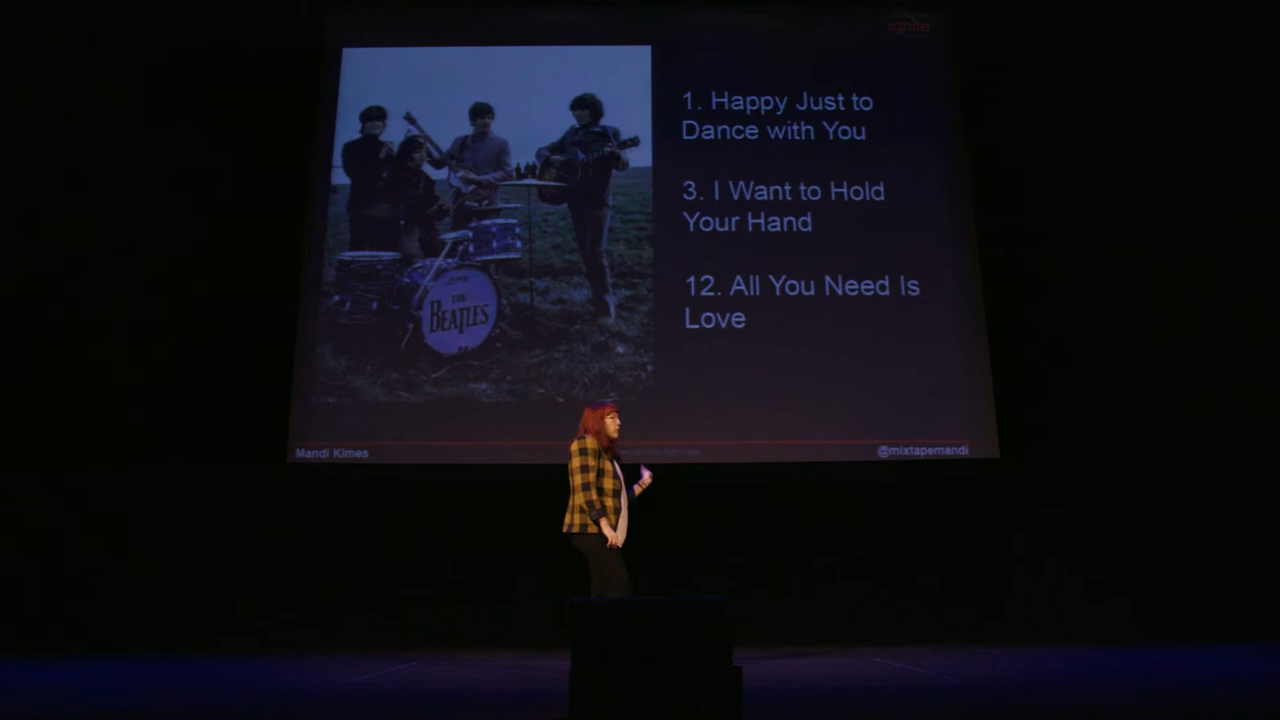 ignite
1. Happy Just to
Dance with You
3. I Want to Hold
Your Hand
12. All You Need Is
Love
THE
BEATLES
Mandi Kimes
@mixtapemandi